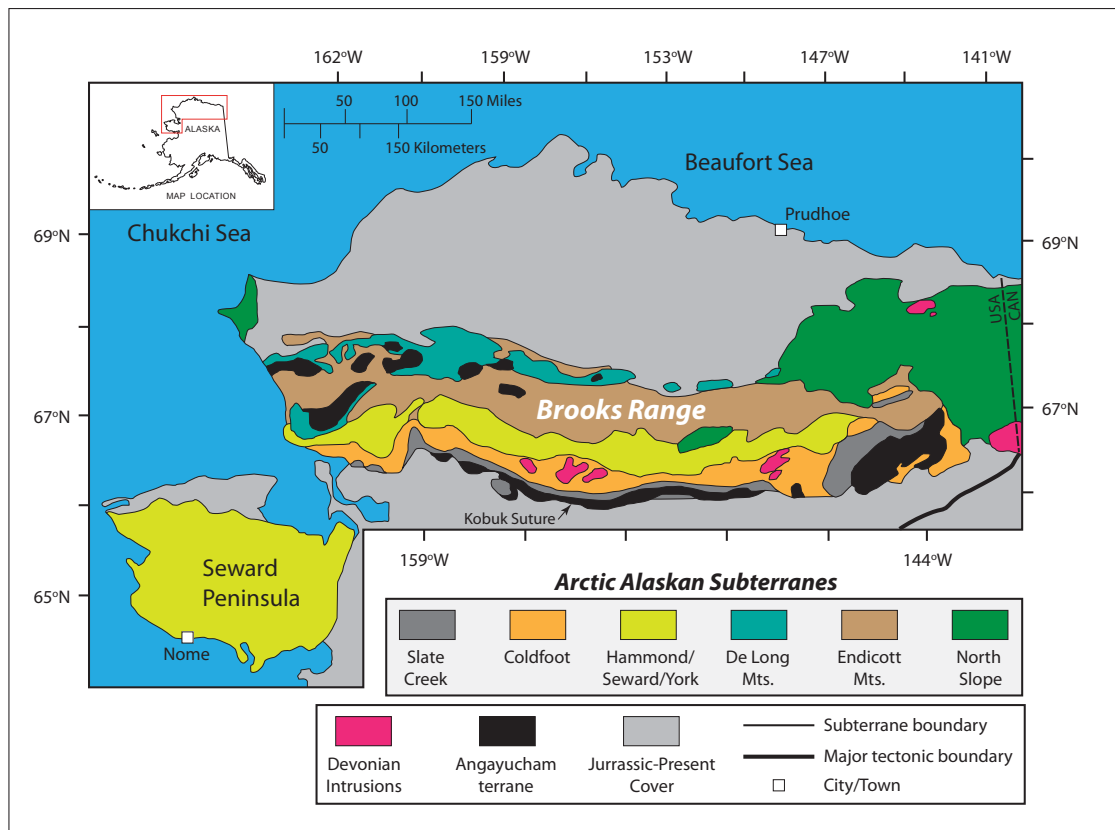 162°W
159°W
153°W
147°W
141°W
50
100
150 Miles
50
150 Kilometers
ALASKA
MAP LOCATION
Beaufort Sea
Prudhoe
Chukchi Sea
69°N
69°N
USA
CAN
67°N
67°N
Brooks Range
Kobuk Suture
159°W
144°W
Seward
Peninsula
65°N
Nome
Arctic Alaskan Subterranes
Slate
Creek
Coldfoot
Hammond/
Seward/York
De Long
Mts.
Endicott
Mts.
North
Slope
Devonian
Intrusions
Angayucham
terrane
Jurrassic-Present
Cover
Subterrane boundary
Major tectonic boundary
City/Town